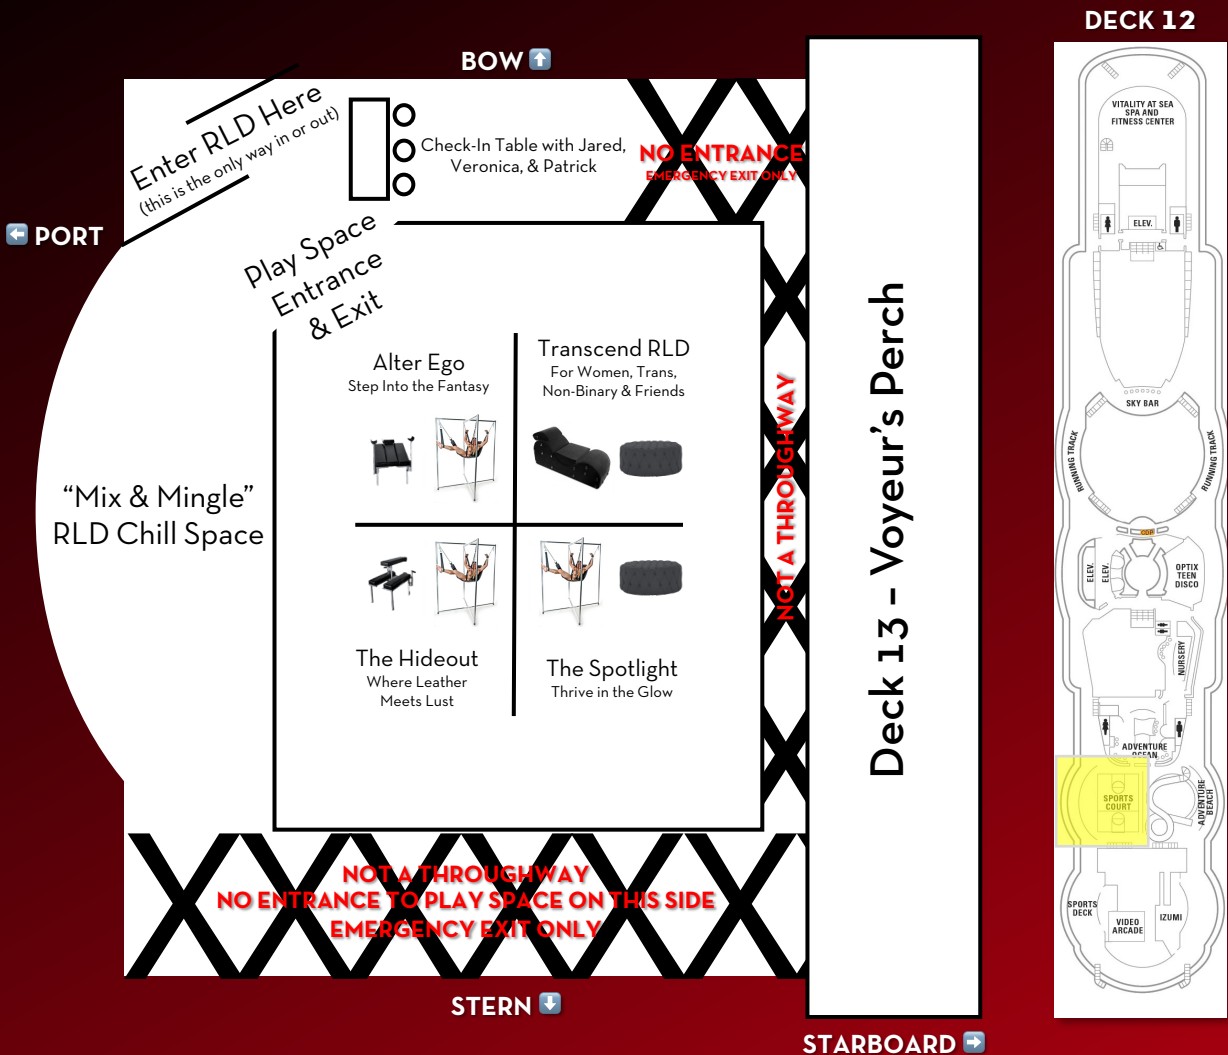 DECK 12
BOW
Enter RLD Here
(this is the only way in or out)
Check-In Table with Jared,
Veronica, & Patrick
NO ENTRANCE
EMERGENCY EXIT ONLY
PORT
Play Space
Entrance
& Exit
Alter Ego
Step Into the Fantasy
Transcend RLD
For Women, Trans,
Non-Binary & Friends
"Mix & Mingle"
RLD Chill Space
The Hideout
Where Leather
Meets Lust
The Spotlight
Thrive in the Glow
NOT A THROUGHWAY
Deck 13 – Voyeur's Perch
NOT A THROUGHWAY
NO ENTRANCE TO PLAY SPACE ON THIS SIDE
EMERGENCY EXIT ONLY
STERN
STARBOARD
VITALITY AT SEA
SPA AND
FITNESS CENTER
ELEV.
SKY BAR
RUNNING TRACK
RUNNING TRACK
CDP
ELEV.
ELEV.
OPTIX
TEEN
DISCO
NURSERY
ADVENTURE
OCEAN
SPORTS
COURT
ADVENTURE
BEACH
SPORTS
DECK
VIDEO
ARCADE
IZUMI